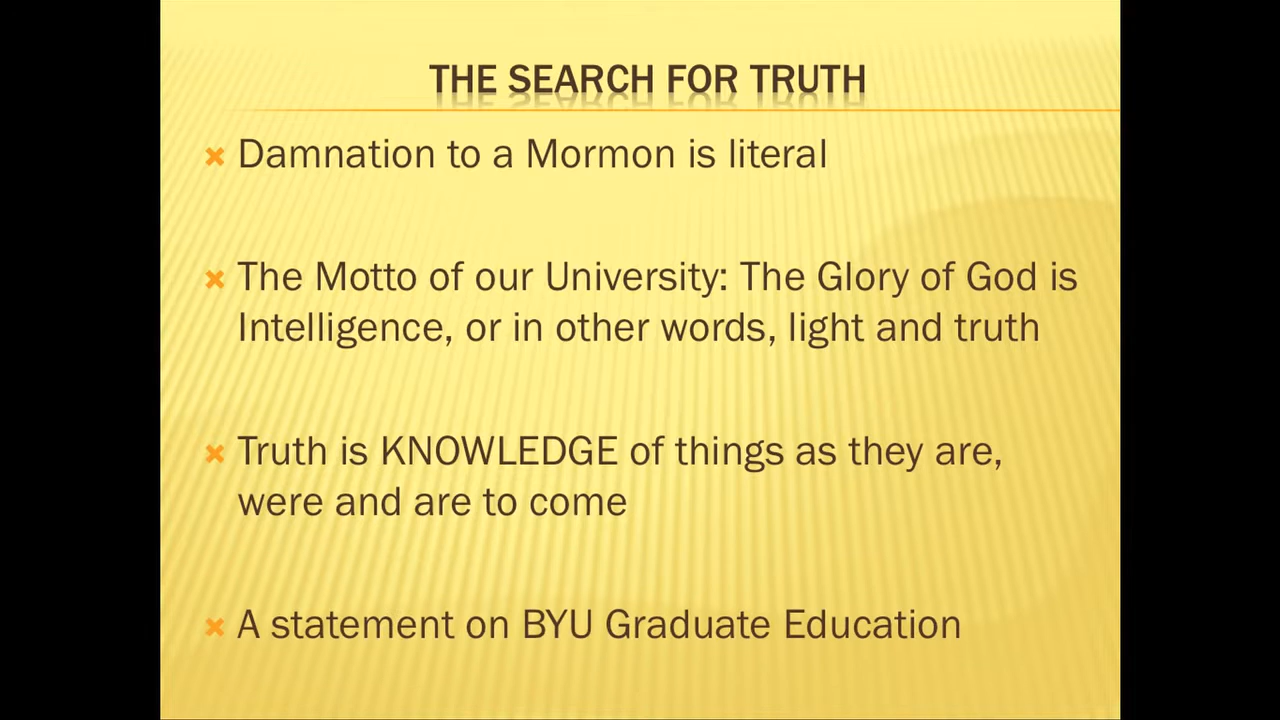 THE SEARCH FOR TRUTH
Damnation to a Mormon is literal
The Motto of our University: The Glory of God is
Intelligence, or in other words, light and truth
Truth is KNOWLEDGE of things as they are,
were and are to come
A statement on BYU Graduate Education